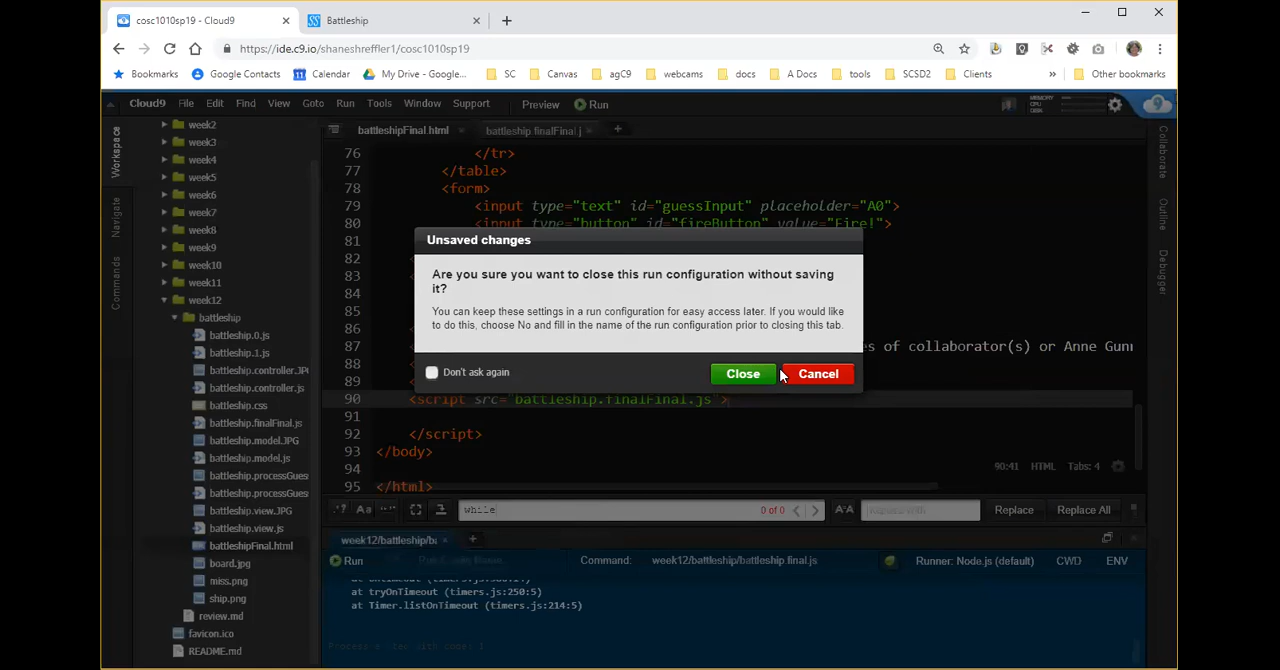 cosc1010sp19 - Cloud9
Battleship
https://ide.c9.io/shaneshreffler1/cosc1010sp19
Bookmarks Google Contacts Calendar My Drive - Google... SC Canvas agC9 webcams docs A Docs tools SCSD2 Clients » Other bookmarks
Cloud9 File Edit Find View Goto Run Tools Window Support Preview Run
MEMORY
CPU
DISK
Workspace
Navigate
Commands
Collaborate
Outline
Debugger
week2
week3
week4
week5
week6
week7
week8
week9
week10
week11
week12
battleship
battleship.0.js
battleship.1.js
battleship.controller.JP
battleship.controller.js
battleship.css
battleship.finalFinal.js
battleship.model.JPG
battleship.model.js
battleship.processGues
battleship.processGues
battleship.view.JPG
battleship.view.js
battleshipFinal.html
board.jpg
miss.png
ship.png
review.md
favicon.ico
README.md
battleshipFinal.html
battleship finalFinal j
76 </tr>
77 </table>
78 <form>
79 <input type="text" id="guessInput" placeholder="A0">
80 <input type="button" id="fireButton" value="Fire!">
81
82
83
84
85
86
87 es of collaborator(s) or Anne Gunn
88
89
90 <script src="battleship.finalFinal.js">
91
92 </script>
93 </body>
94
95 </html>
90:41 HTML Tabs: 4
Unsaved changes
Are you sure you want to close this run configuration without saving
it?
You can keep these settings in a run configuration for easy access later. If you would like
to do this, choose No and fill in the name of the run configuration prior to closing this tab.
Don't ask again
Close
Cancel
.* Aa while 0 of 0 Replace Replace All
week12/battleship/ba
Run Command: week12/battleship/battleship final.js Runner: Node.js (default) CWD ENV
at tryOnTimeout (timers.js:250:5)
at Timer.listOnTimeout (timers.js:214:5)